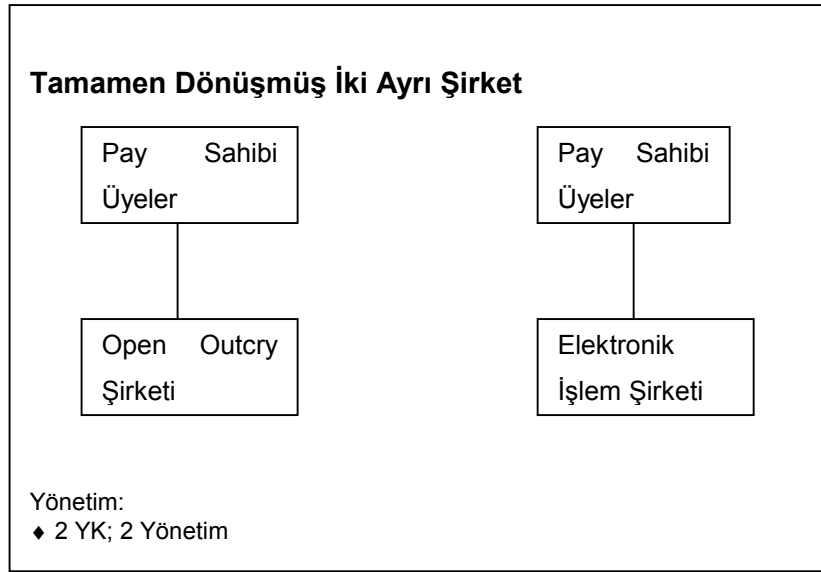 Tamamen Dönüşmüş İki Ayrı Şirket
Pay Sahibi
Üyeler
Pay Sahibi
Üyeler
Open Outcry
Şirketi
Elektronik
İşlem Şirketi
Yönetim:
♦ 2 YK; 2 Yönetim